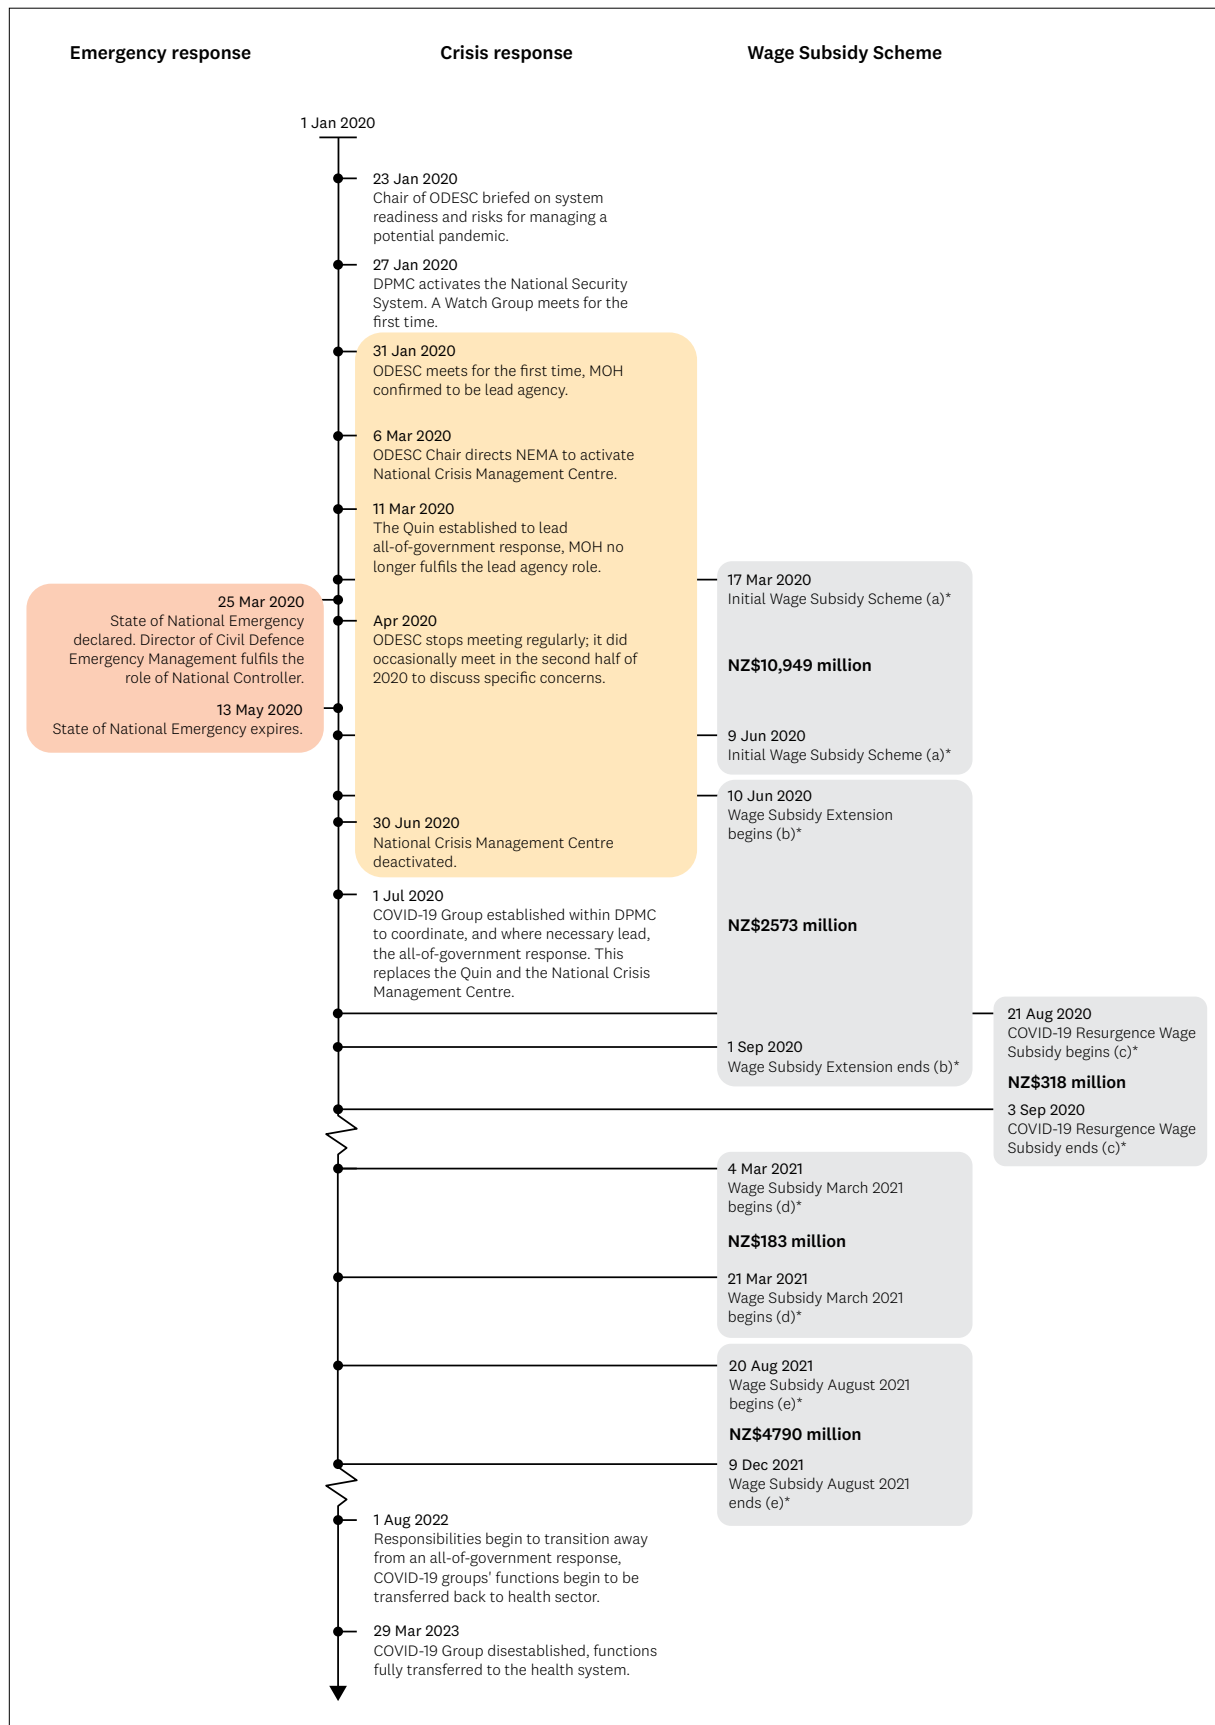 Emergency response
Crisis response
Wage Subsidy Scheme
1 Jan 2020
23 Jan 2020
Chair of ODESC briefed on system
readiness and risks for managing a
potential pandemic.
27 Jan 2020
DPMC activates the National Security
System. A Watch Group meets for the
first time.
31 Jan 2020
ODESC meets for the first time, MOH
confirmed to be lead agency.
6 Mar 2020
ODESC Chair directs NEMA to activate
National Crisis Management Centre.
11 Mar 2020
The Quin established to lead
all-of-government response, MOH no
longer fulfils the lead agency role.
17 Mar 2020
Initial Wage Subsidy Scheme (a)*
NZ$10,949 million
9 Jun 2020
Initial Wage Subsidy Scheme (a)*
25 Mar 2020
State of National Emergency
declared. Director of Civil Defence
Emergency Management fulfils the
role of National Controller.
13 May 2020
State of National Emergency expires.
Apr 2020
ODESC stops meeting regularly; it did
occasionally meet in the second half of
2020 to discuss specific concerns.
10 Jun 2020
Wage Subsidy Extension
begins (b)*
NZ$2573 million
1 Sep 2020
Wage Subsidy Extension ends (b)*
30 Jun 2020
National Crisis Management Centre
deactivated.
1 Jul 2020
COVID-19 Group established within DPMC
to coordinate, and where necessary lead,
the all-of-government response. This
replaces the Quin and the National Crisis
Management Centre.
21 Aug 2020
COVID-19 Resurgence Wage
Subsidy begins (c)*
NZ$318 million
3 Sep 2020
COVID-19 Resurgence Wage
Subsidy ends (c)*
4 Mar 2021
Wage Subsidy March 2021
begins (d)*
NZ$183 million
21 Mar 2021
Wage Subsidy March 2021
begins (d)*
20 Aug 2021
Wage Subsidy August 2021
begins (e)*
NZ$4790 million
9 Dec 2021
Wage Subsidy August 2021
ends (e)*
1 Aug 2022
Responsibilities begin to transition away
from an all-of-government response,
COVID-19 groups' functions begin to be
transferred back to health sector.
29 Mar 2023
COVID-19 Group disestablished, functions
fully transferred to the health system.